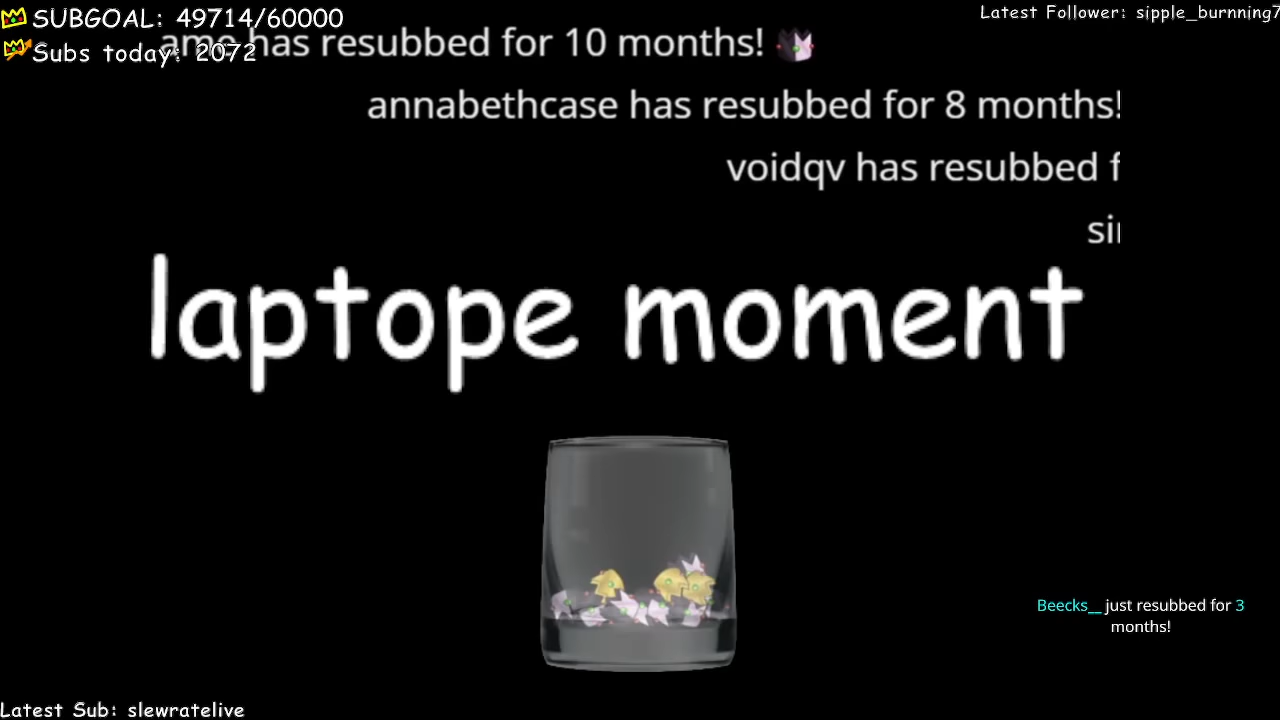 SUBGOAL: 49714/60000
Latest Follower: sipple_burnning7
ame has resubbed for 10 months!
Subs today: 2072
annabethcase has resubbed for 8 months!
voidqv has resubbed f
laptope moment
Beecks__ just resubbed for 3
months!
Latest Sub: slewratelive